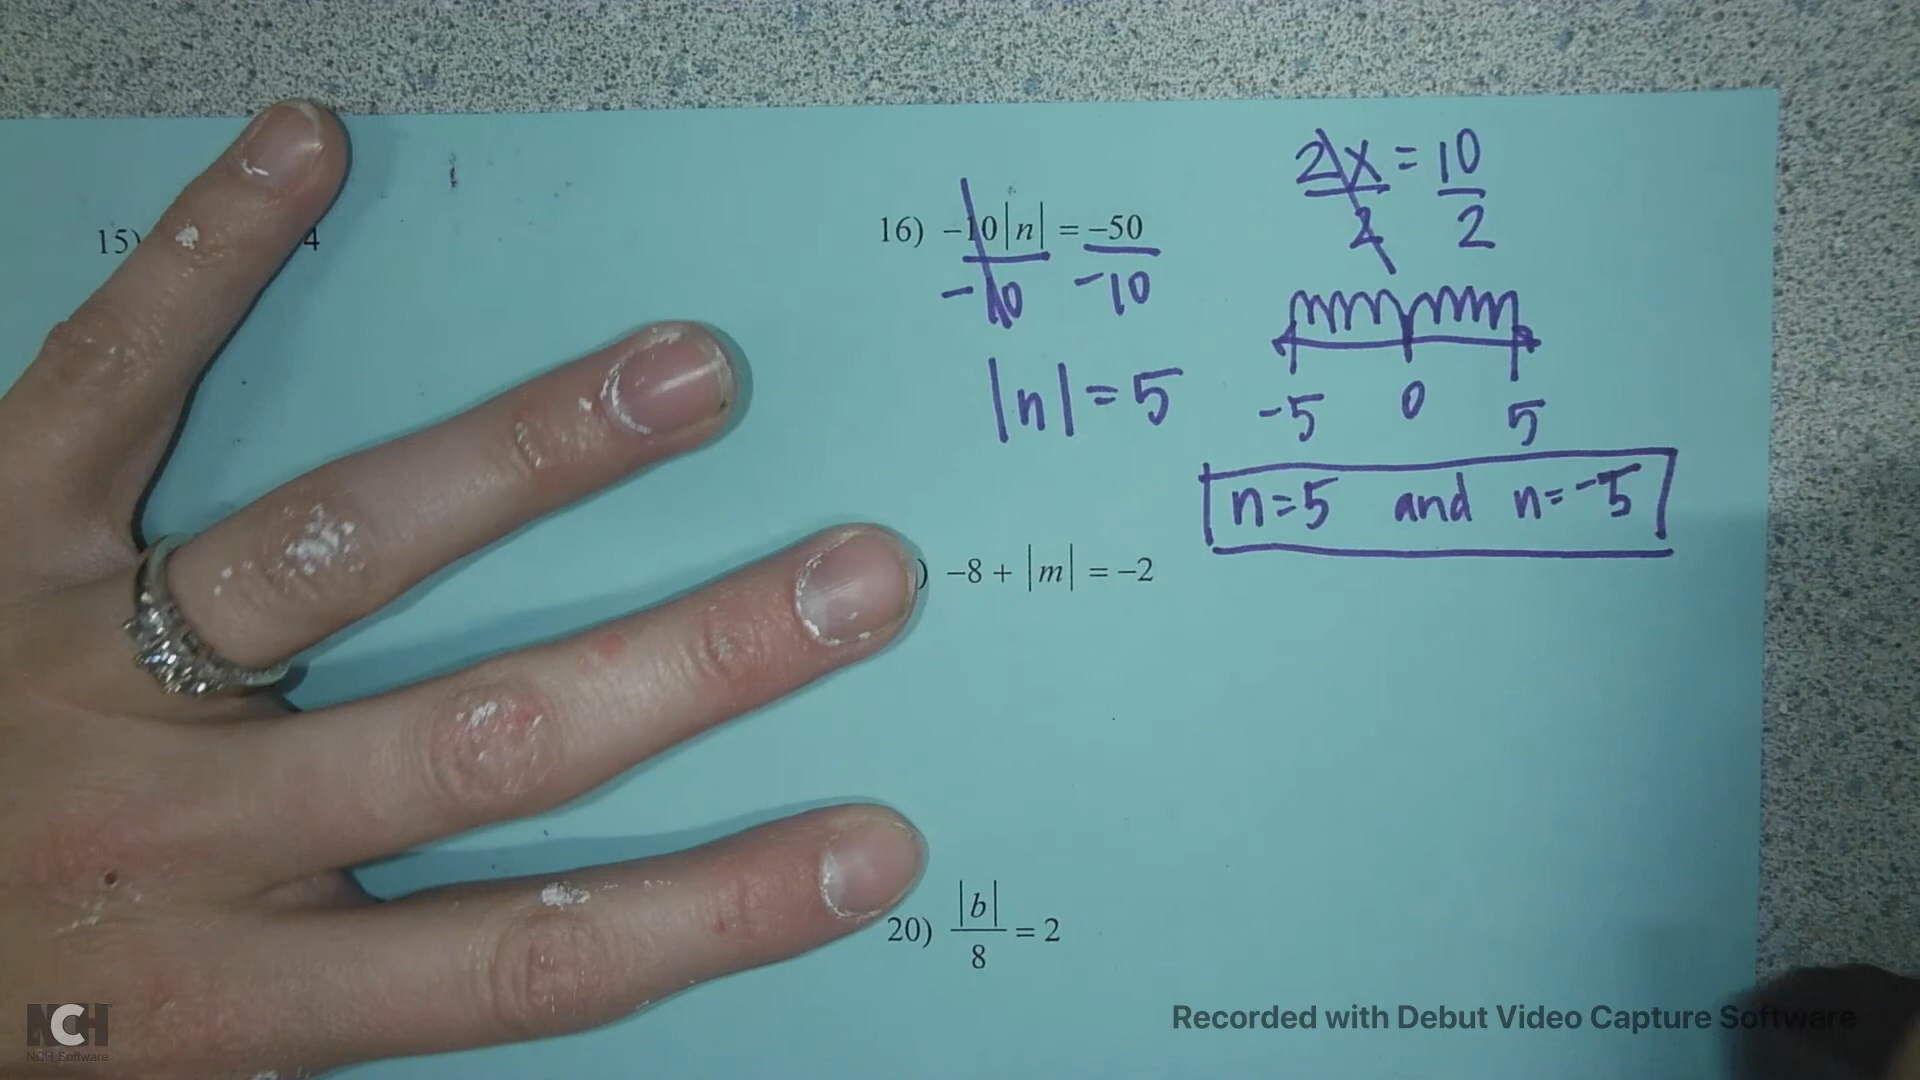 15)
4
16) −10|n| = −50
-10 -10
|n| = 5
2x = 10
2 2
-5 0 5
n=5 and n=-5
) −8 + |m| = −2
20) |b|
8
= 2
NCH
NCH Software
Recorded with Debut Video Capture Software